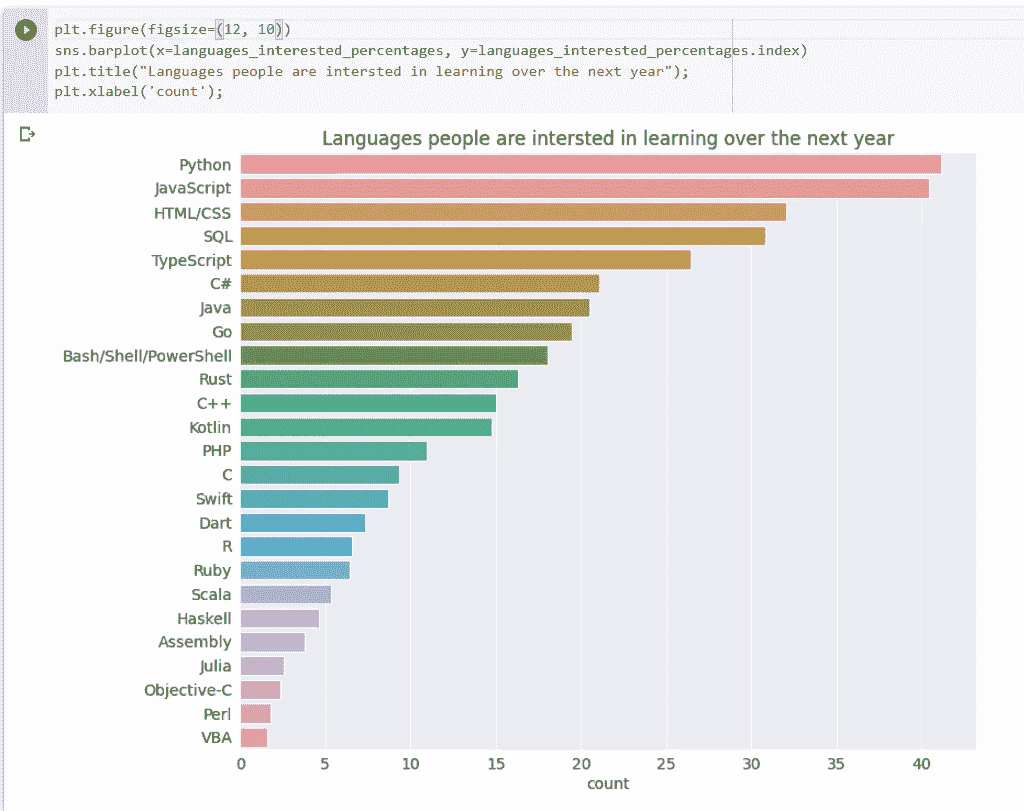 plt.figure(figsize=(12, 10))
sns.barplot(x=languages_interested_percentages, y=languages_interested_percentages.index)
plt.title("Languages people are intersted in learning over the next year");
plt.xlabel('count');
Languages people are intersted in learning over the next year
Python
JavaScript
HTML/CSS
SQL
TypeScript
C#
Java
Go
Bash/Shell/PowerShell
Rust
C++
Kotlin
PHP
C
Swift
Dart
R
Ruby
Scala
Haskell
Assembly
Julia
Objective-C
Perl
VBA
0 5 10 15 20 25 30 35 40
count